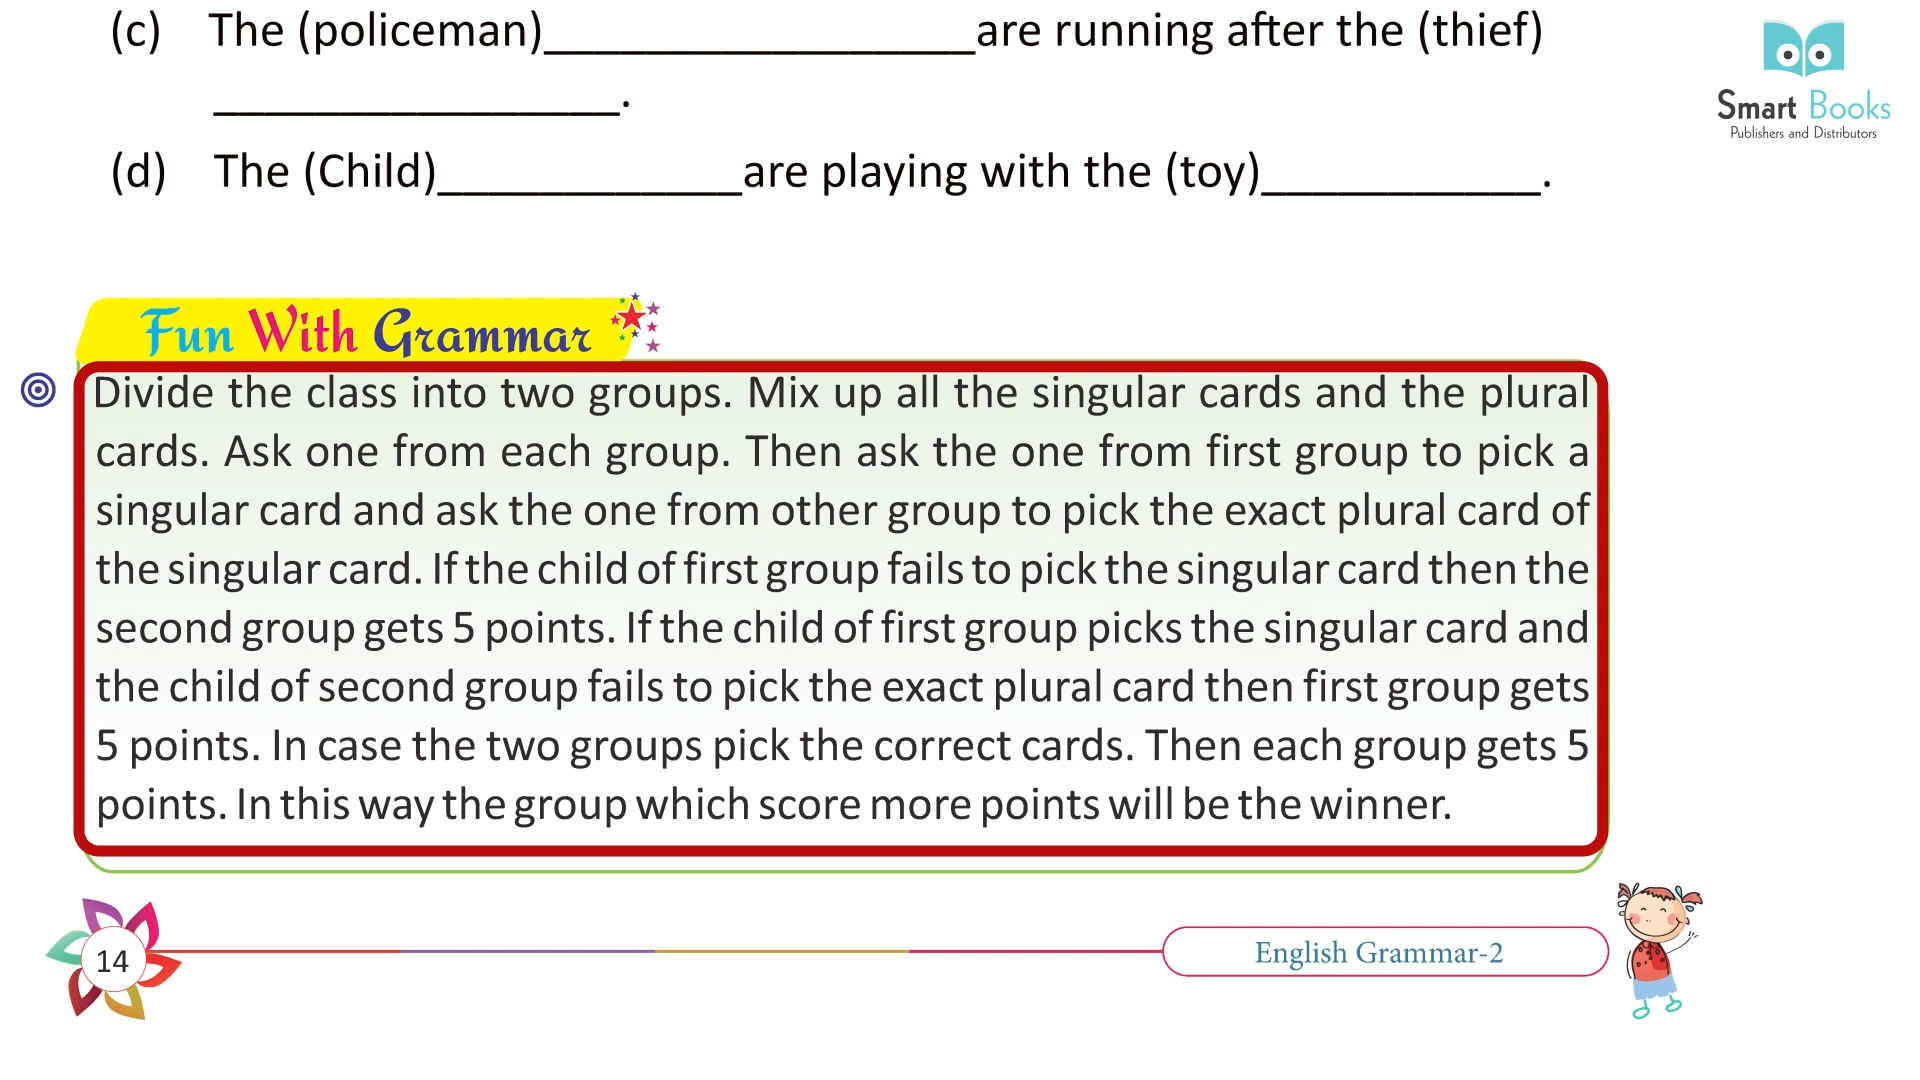 (c) The (policeman)_________________are running after the (thief)
________________.
(d) The (Child)____________are playing with the (toy)___________.
Smart Books
Publishers and Distributors
Fun With Grammar
Divide the class into two groups. Mix up all the singular cards and the plural
cards. Ask one from each group. Then ask the one from first group to pick a
singular card and ask the one from other group to pick the exact plural card of
the singular card. If the child of first group fails to pick the singular card then the
second group gets 5 points. If the child of first group picks the singular card and
the child of second group fails to pick the exact plural card then first group gets
5 points. In case the two groups pick the correct cards. Then each group gets 5
points. In this way the group which score more points will be the winner.
14
English Grammar-2